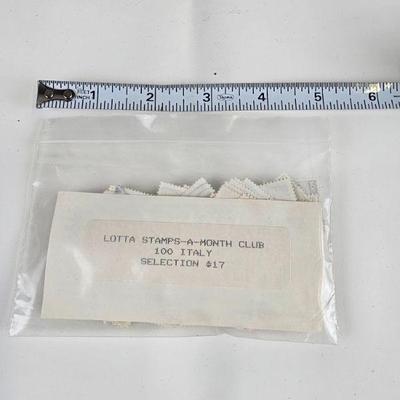 1 2 3 4 5 6
LOTTA STAMPS-A-MONTH CLUB
100 ITALY
SELECTION #17